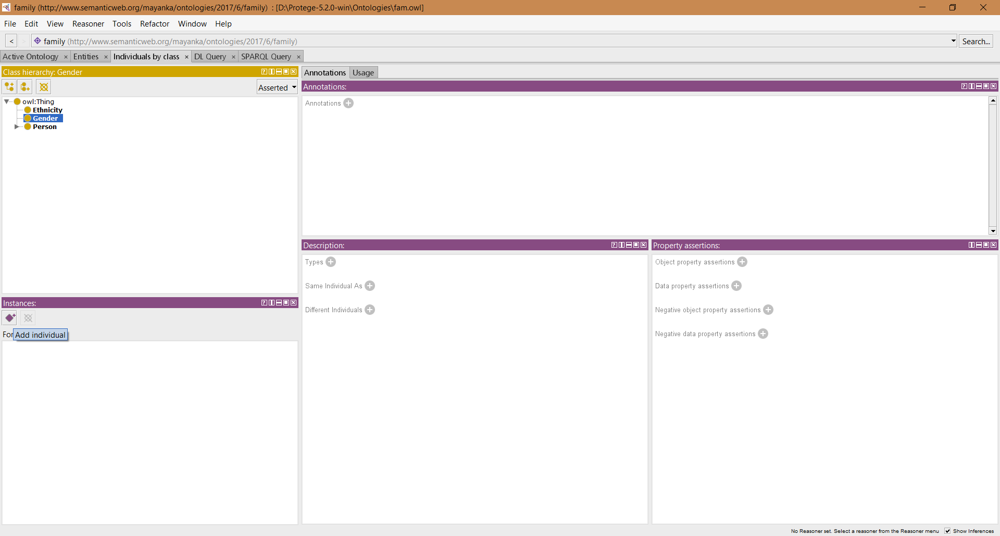 family (http://www.semanticweb.org/mayanka/ontologies/2017/6/family) : [D:\Protege-5.2.0-win\Ontologies\fam.owl]
File Edit View Reasoner Tools Refactor Window Help
< > family (http://www.semanticweb.org/mayanka/ontologies/2017/6/family) Search...
Active Ontology × Entities × Individuals by class × DL Query × SPARQL Query ×
Class hierarchy: Gender
Asserted
owl:Thing
Ethnicity
Gender
Person
Instances:
For
Add individual
Annotations Usage
Annotations:
Annotations
Description:
Types
Same Individual As
Different Individuals
Property assertions:
Object property assertions
Data property assertions
Negative object property assertions
Negative data property assertions
No Reasoner set. Select a reasoner from the Reasoner menu Show Inferences